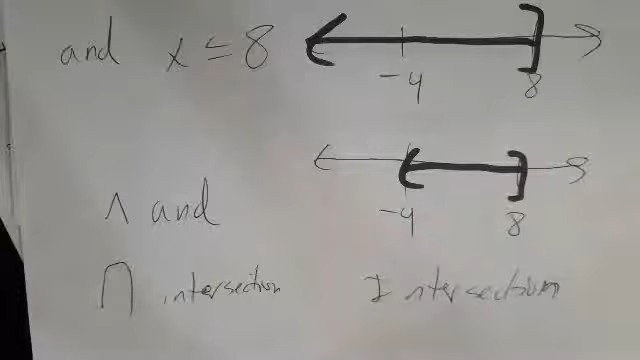 and x ≤ 8
-4 8
-4 8
∧ and
∩ intersection Intersection